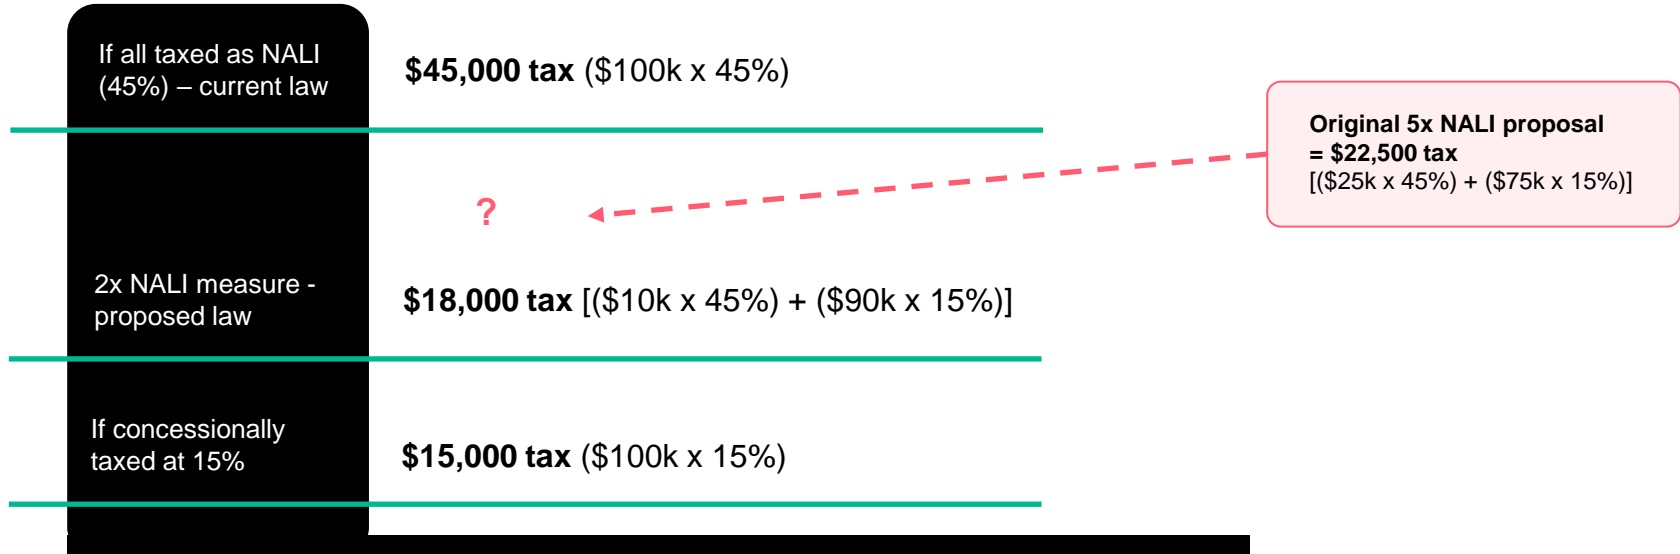 If all taxed as NALI
(45%) – current law
$45,000 tax ($100k x 45%)
Original 5x NALI proposal
= $22,500 tax
[($25k x 45%) + ($75k x 15%)]
?
2x NALI measure -
proposed law
$18,000 tax [($10k x 45%) + ($90k x 15%)]
If concessionally
taxed at 15%
$15,000 tax ($100k x 15%)